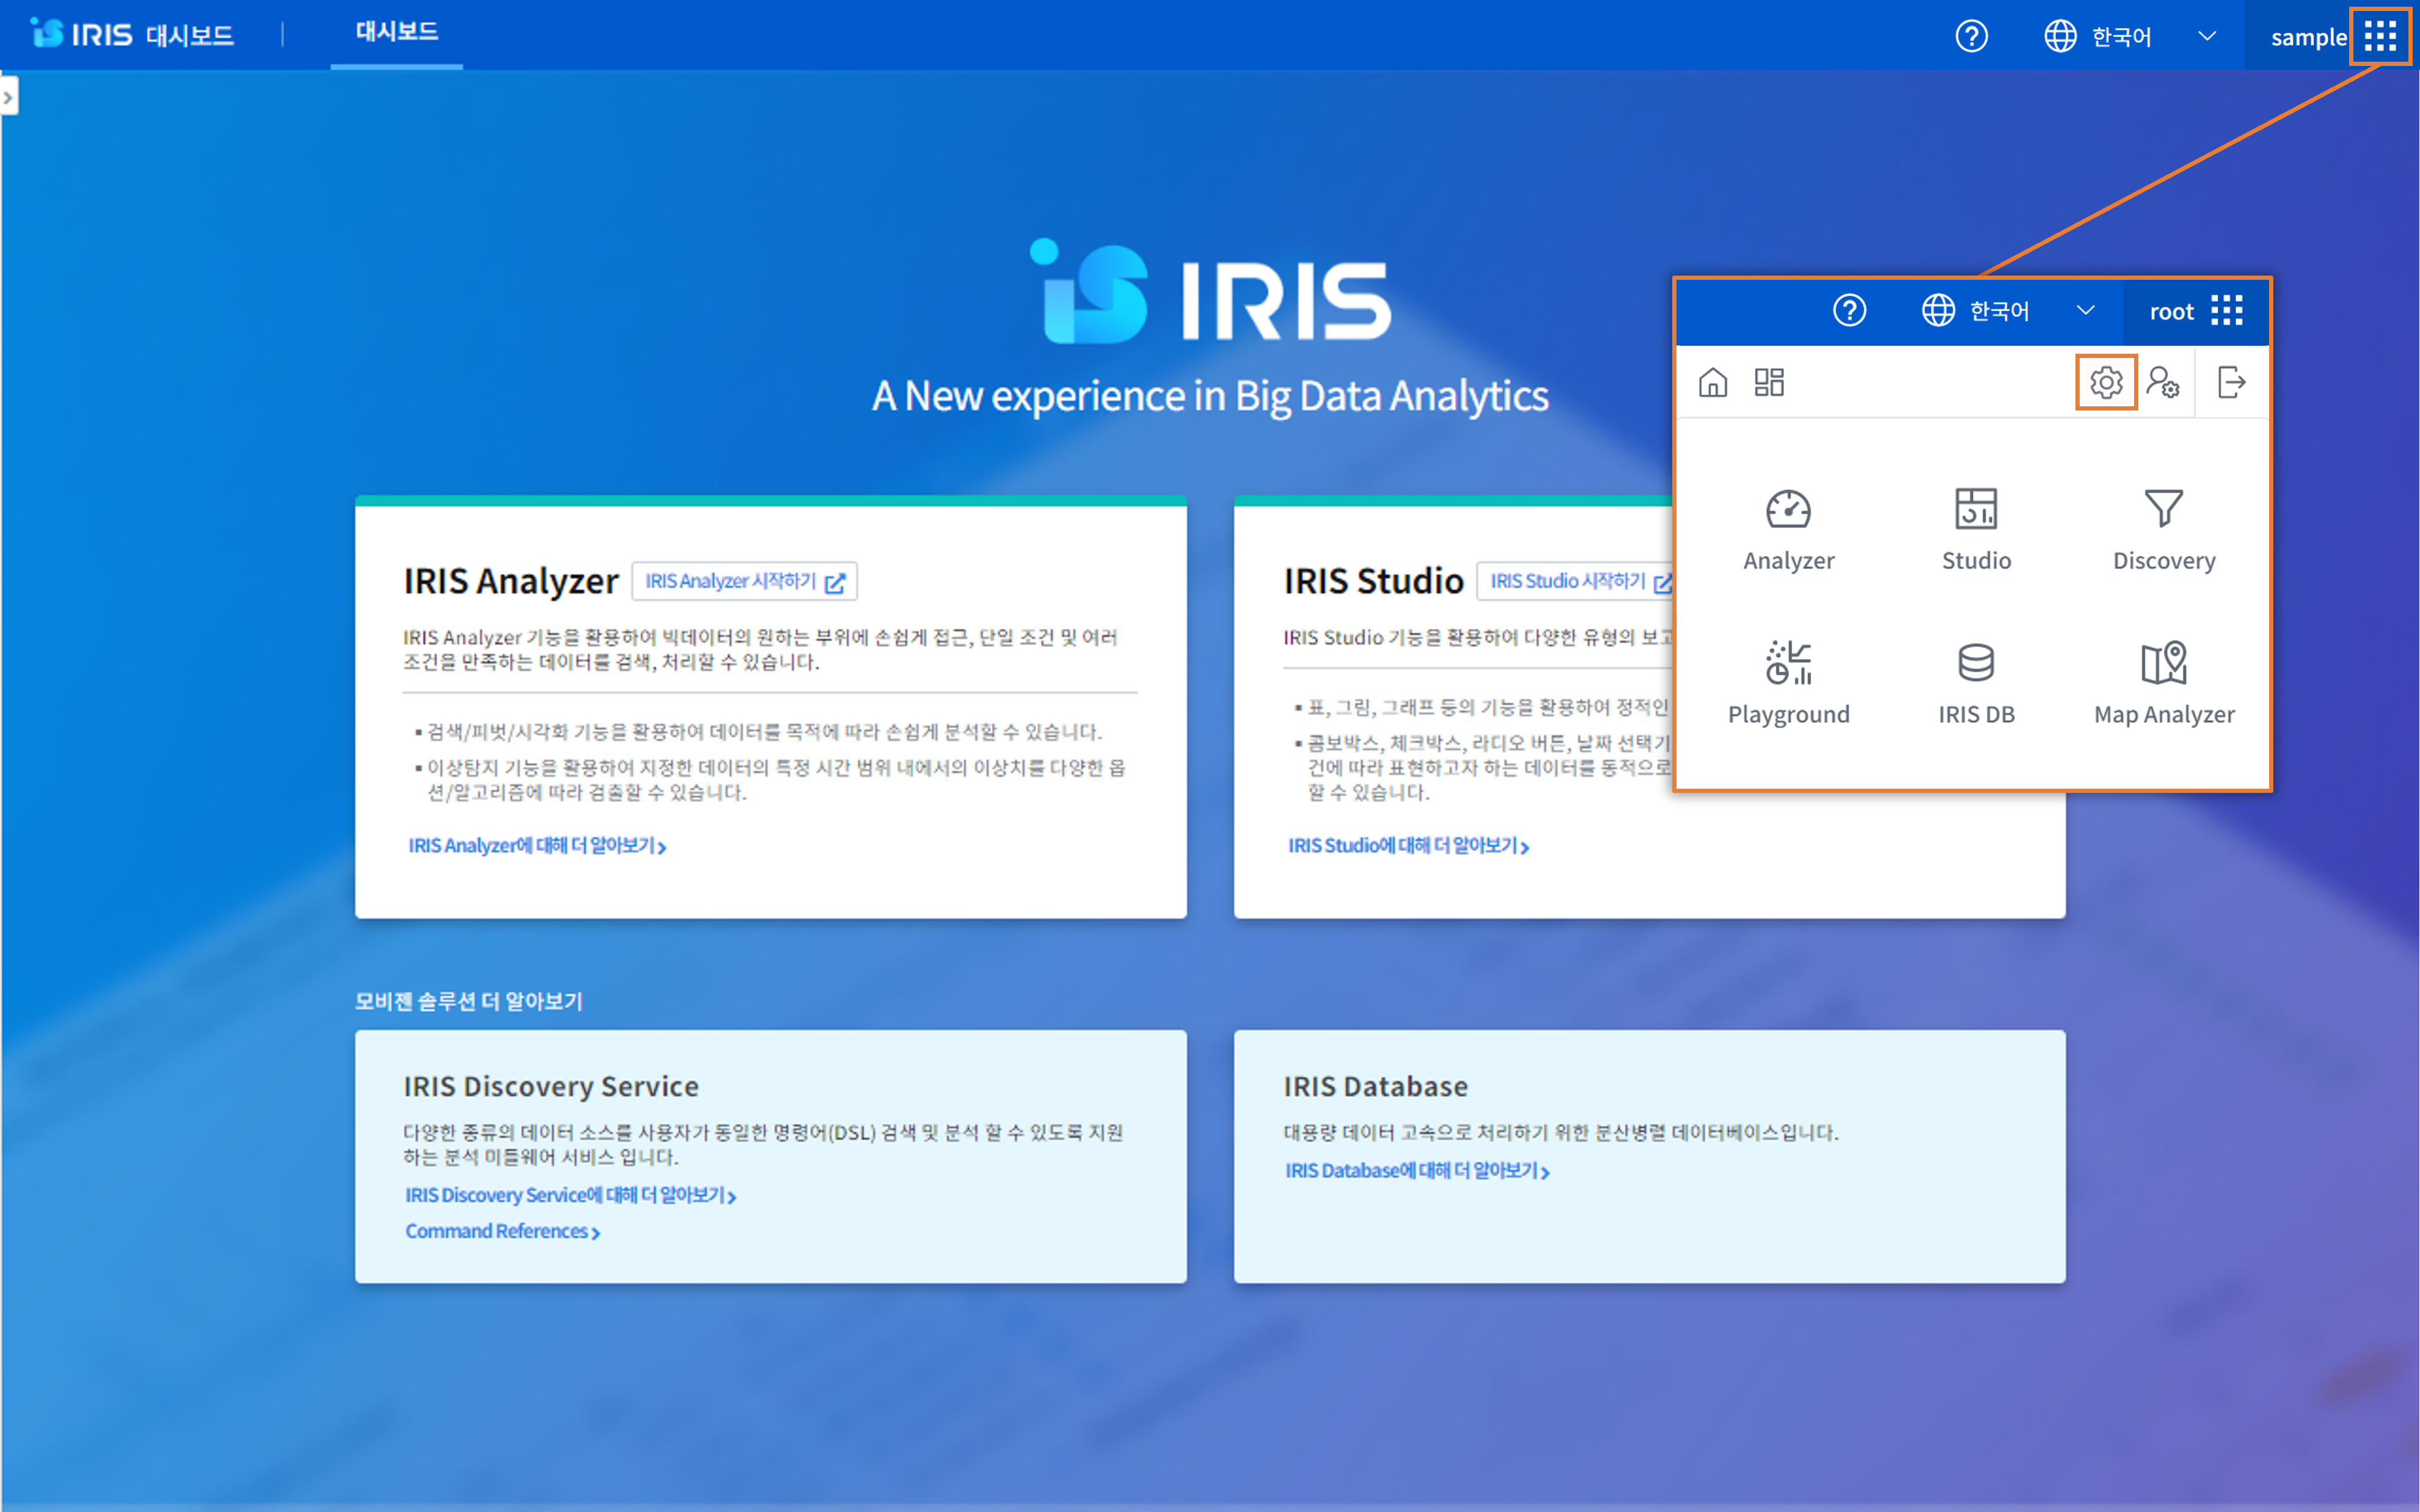 IRIS 대시보드
대시보드
한국어
sample
IRIS
A New experience in Big Data Analytics
한국어
root
Analyzer
Studio
Discovery
Playground
IRIS DB
Map Analyzer
IRIS Analyzer
IRIS Analyzer 시작하기
IRIS Analyzer 기능을 활용하여 빅데이터의 원하는 부위에 손쉽게 접근, 단일 조건 및 여러
조건을 만족하는 데이터를 검색, 처리할 수 있습니다.
▪ 검색/피벗/시각화 기능을 활용하여 데이터를 목적에 따라 손쉽게 분석할 수 있습니다.
▪ 이상탐지 기능을 활용하여 지정한 데이터의 특정 시간 범위 내에서의 이상치를 다양한 옵
션/알고리즘에 따라 검출할 수 있습니다.
IRIS Analyzer에 대해 더 알아보기
IRIS Studio
IRIS Studio 시작하기
IRIS Studio 기능을 활용하여 다양한 유형의 보고
▪ 표, 그림, 그래프 등의 기능을 활용하여 정적인
▪ 콤보박스, 체크박스, 라디오 버튼, 날짜 선택기
건에 따라 표현하고자 하는 데이터를 동적으로
할 수 있습니다.
IRIS Studio에 대해 더 알아보기
모비젠 솔루션 더 알아보기
IRIS Discovery Service
다양한 종류의 데이터 소스를 사용자가 동일한 명령어(DSL) 검색 및 분석 할 수 있도록 지원
하는 분석 미들웨어 서비스 입니다.
IRIS Discovery Service에 대해 더 알아보기
Command References
IRIS Database
대용량 데이터 고속으로 처리하기 위한 분산병렬 데이터베이스입니다.
IRIS Database에 대해 더 알아보기